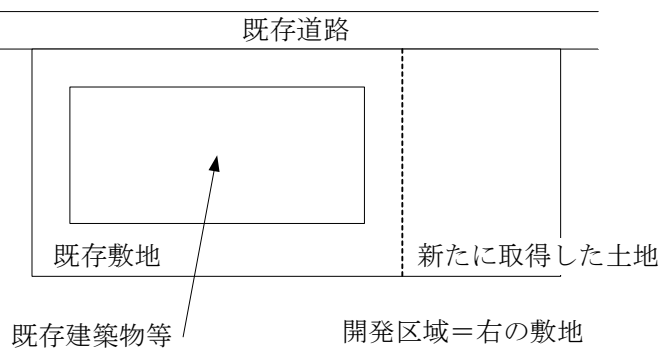 既存道路
既存敷地
新たに取得した土地
既存建築物等
開発区域＝右の敷地